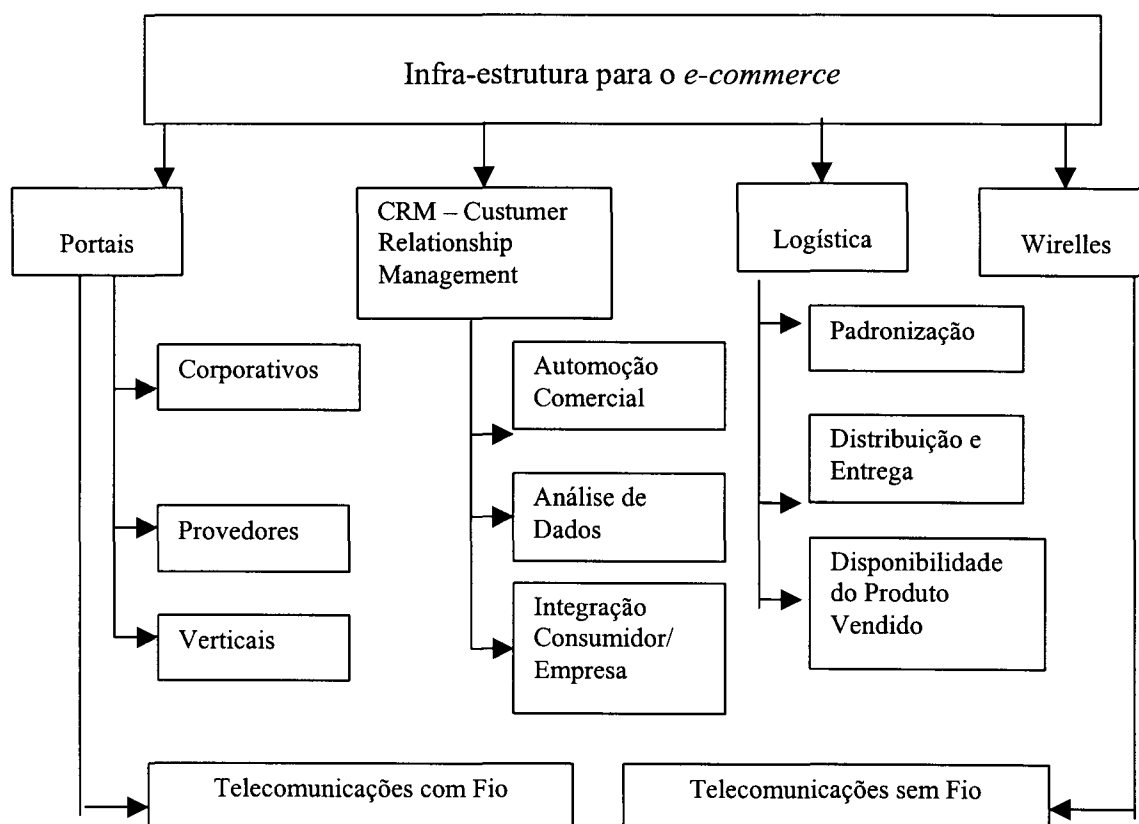 Infra-estrutura para o e-commerce
Portais
CRM – Custumer
Relationship
Management
Logística
Wirelles
Corporativos
Provedores
Verticais
Automoção
Comercial
Análise de
Dados
Integração
Consumidor/
Empresa
Padronização
Distribuição e
Entrega
Disponibilidade
do Produto
Vendido
Telecomunicações com Fio
Telecomunicações sem Fio